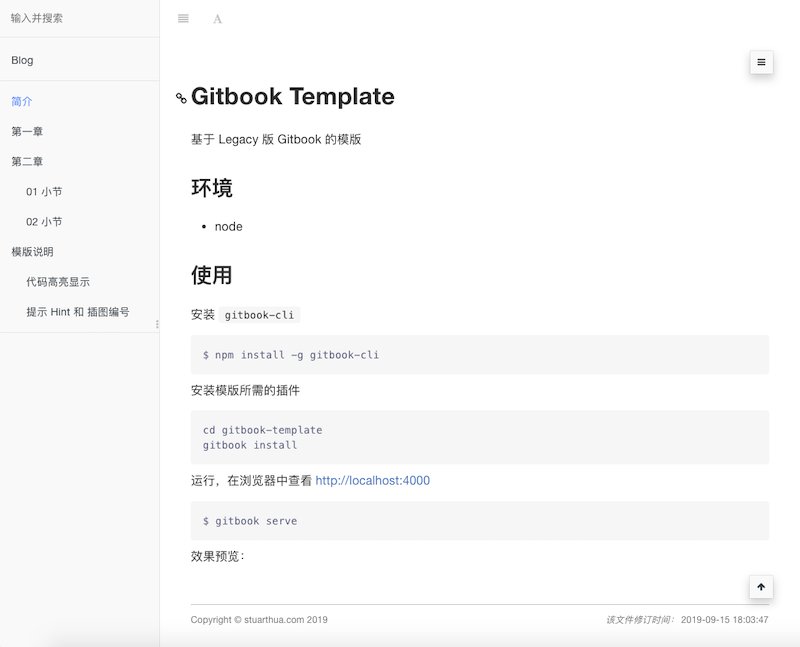 输入并搜索
A
Blog
简介
第一章
第二章
01 小节
02 小节
模版说明
代码高亮显示
提示 Hint 和 插图编号
Gitbook Template
基于 Legacy 版 Gitbook 的模版
环境
• node
使用
安装 gitbook-cli
$ npm install -g gitbook-cli
安装模版所需的插件
cd gitbook-template
gitbook install
运行，在浏览器中查看 http://localhost:4000
$ gitbook serve
效果预览：
Copyright © stuarthua.com 2019 该文件修订时间： 2019-09-15 18:03:47